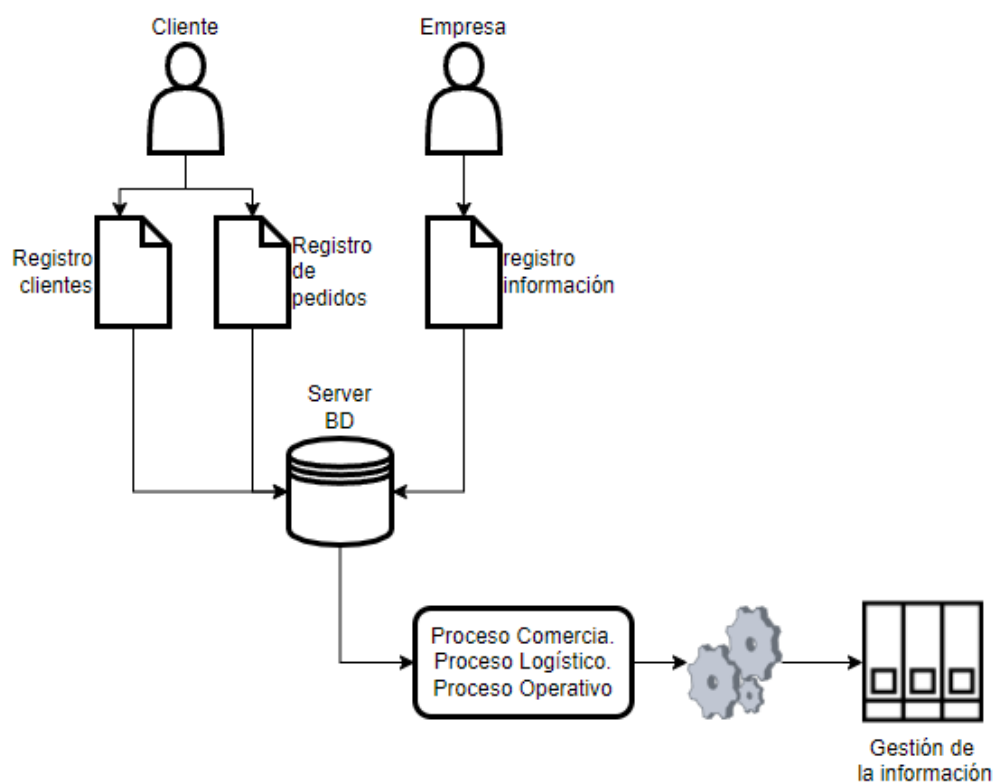 Cliente
Empresa
Registro
clientes
Registro
de
pedidos
registro
información
Server
BD
Proceso Comercia.
Proceso Logístico.
Proceso Operativo
Gestión de
la información